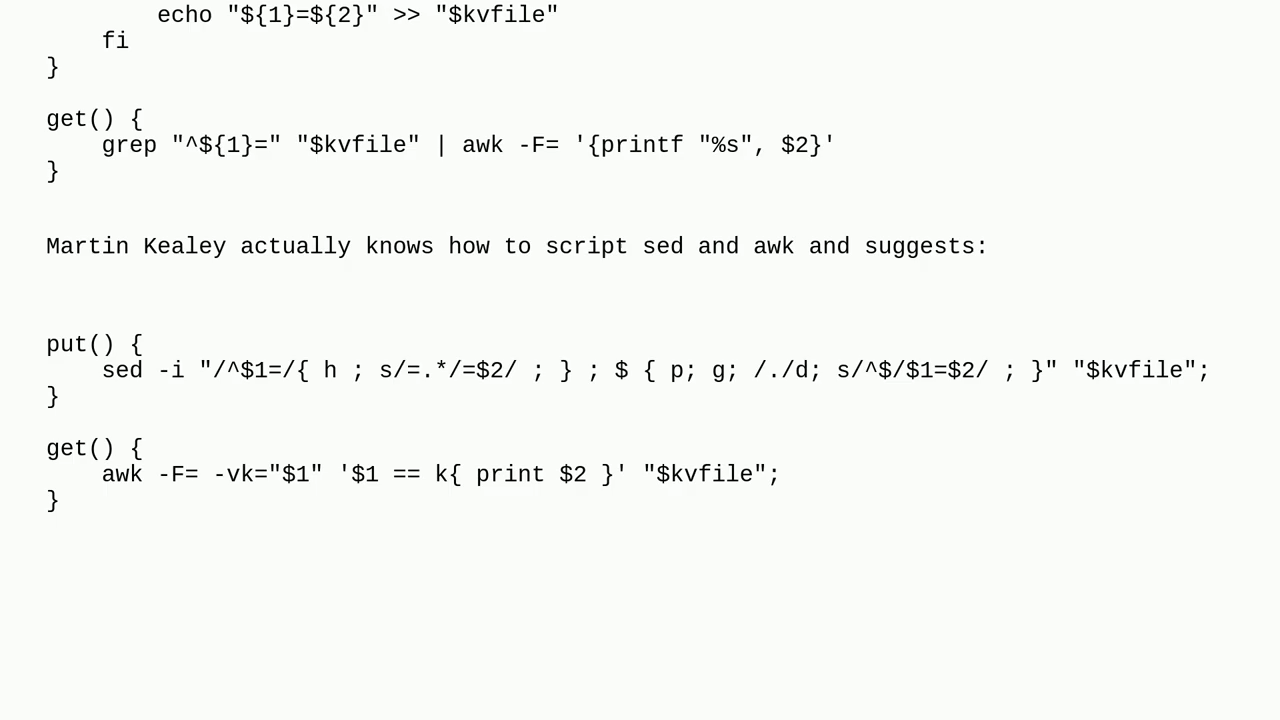 echo "${1}=${2}" >> "$kvfile"
    fi
}

get() {
    grep "^${1}=" "$kvfile" | awk -F= '{printf "%s", $2}'
}

Martin Kealey actually knows how to script sed and awk and suggests:

put() {
    sed -i "/^$1=/{ h ; s/=.*/=$2/ ; } ; $ { p; g; /./d; s/^$/$1=$2/ ; }" "$kvfile";
}

get() {
    awk -F= -vk="$1" '$1 == k{ print $2 }' "$kvfile";
}